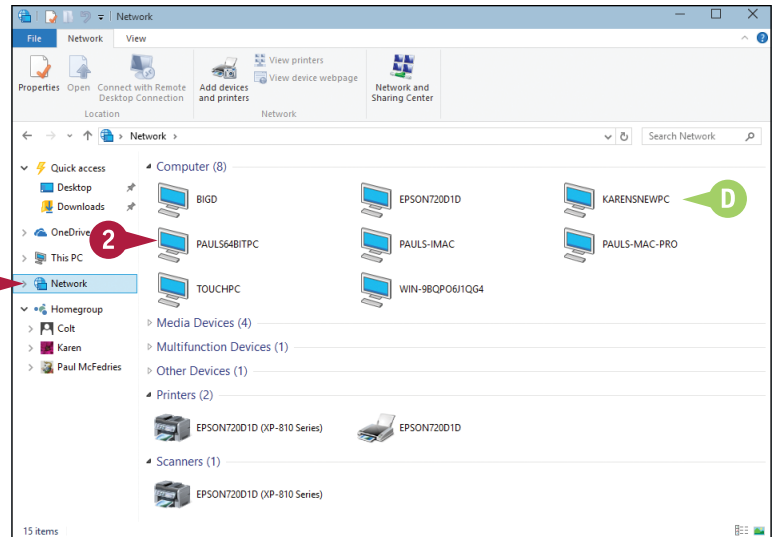 Network
File Network View
Properties Open Connect with Remote Desktop Connection Add devices and printers View printers View device webpage Network and Sharing Center
Location Network
Network Search Network
Quick access
Desktop
Downloads
OneDrive
This PC
Network
Homegroup
Colt
Karen
Paul McFedries
Computer (8)
BIGD EPSON720D1D KARENSNEWPC D
2 PAULS64BITPC PAULS-IMAC PAULS-MAC-PRO
TOUCHPC WIN-9BQPO6J1QG4
Media Devices (4)
Multifunction Devices (1)
Other Devices (1)
Printers (2)
EPSON720D1D (XP-810 Series) EPSON720D1D
Scanners (1)
EPSON720D1D (XP-810 Series)
15 items